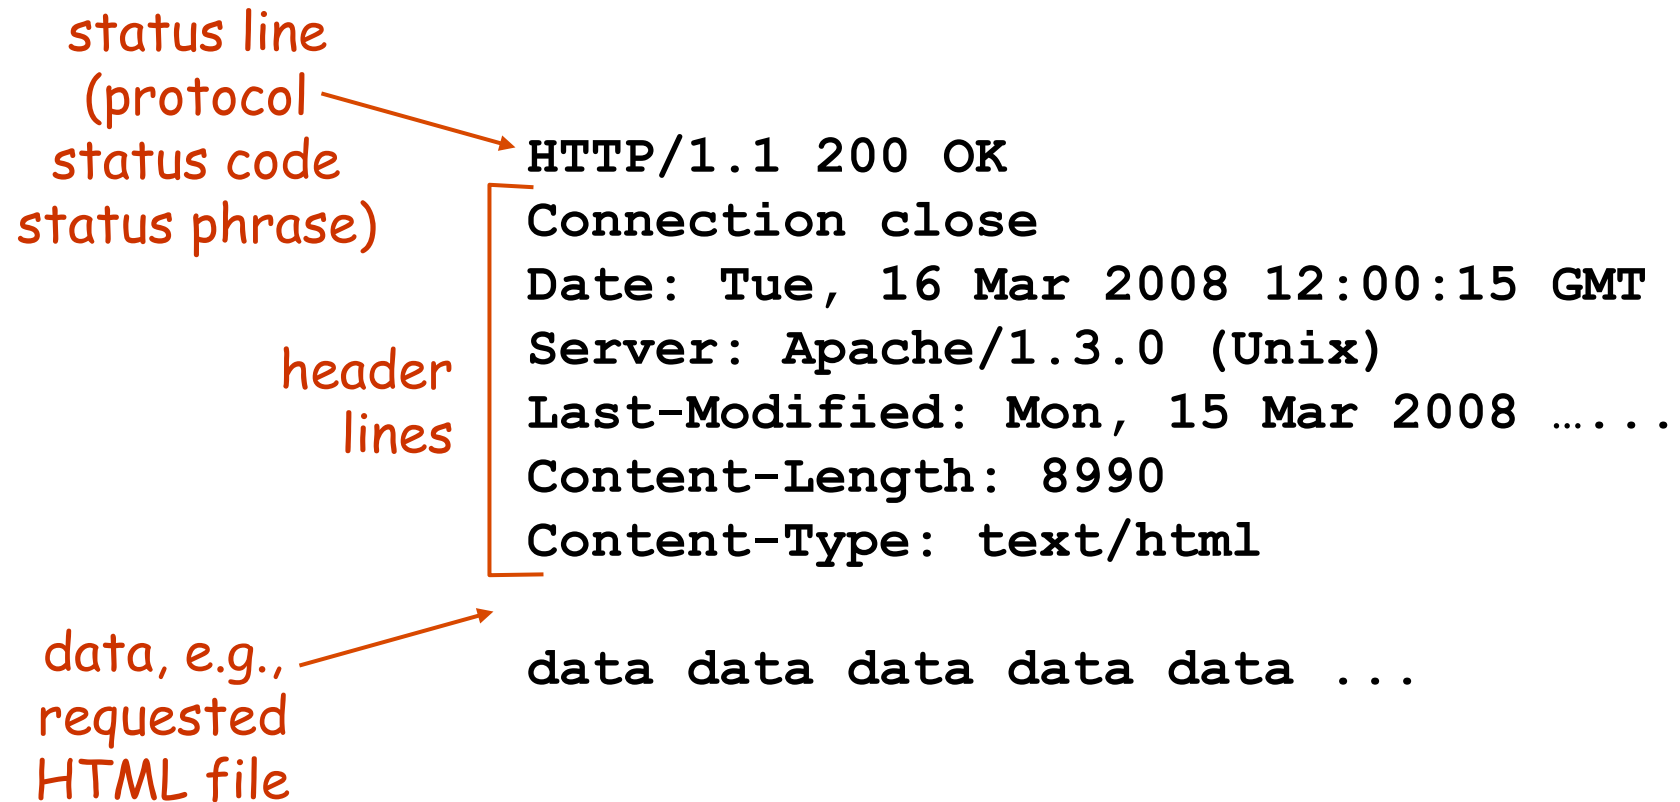 status line
(protocol
status code
status phrase)
HTTP/1.1 200 OK
Connection close
Date: Tue, 16 Mar 2008 12:00:15 GMT
Server: Apache/1.3.0 (Unix)
Last-Modified: Mon, 15 Mar 2008 …...
Content-Length: 8990
Content-Type: text/html
header
lines
data, e.g.,
requested
HTML file
data data data data data ...